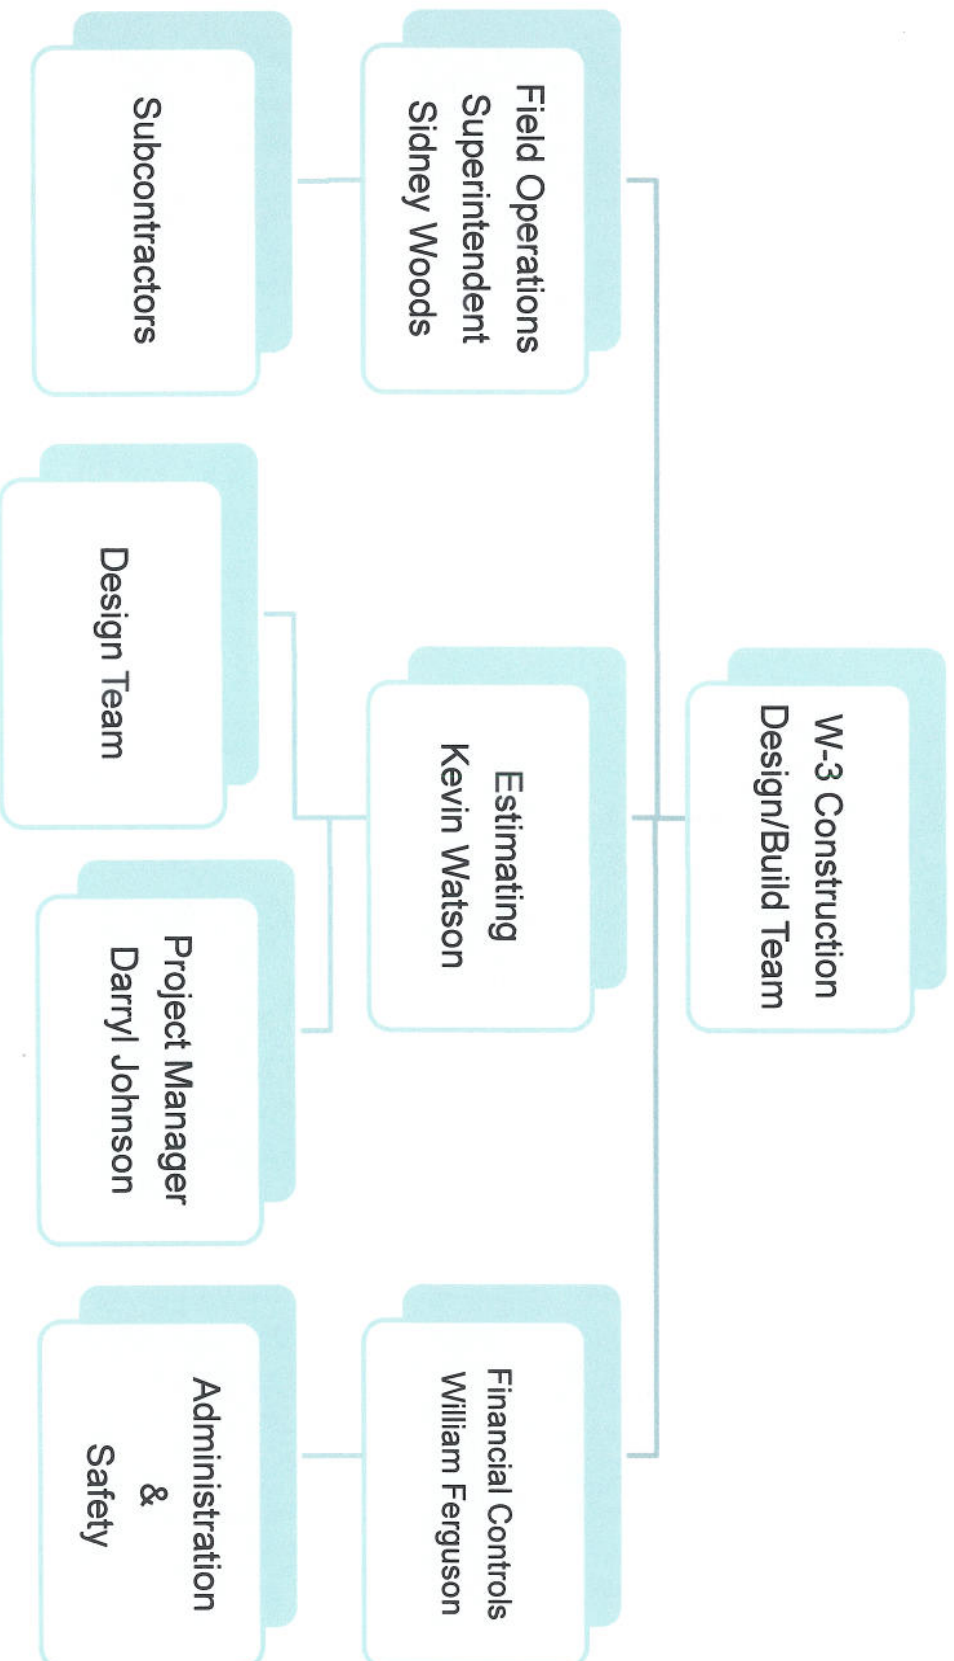 W-3 Construction
Design/Build Team
Field Operations
Superintendent
Sidney Woods
Estimating
Kevin Watson
Financial Controls
William Ferguson
Subcontractors
Design Team
Project Manager
Darryl Johnson
Administration
&
Safety